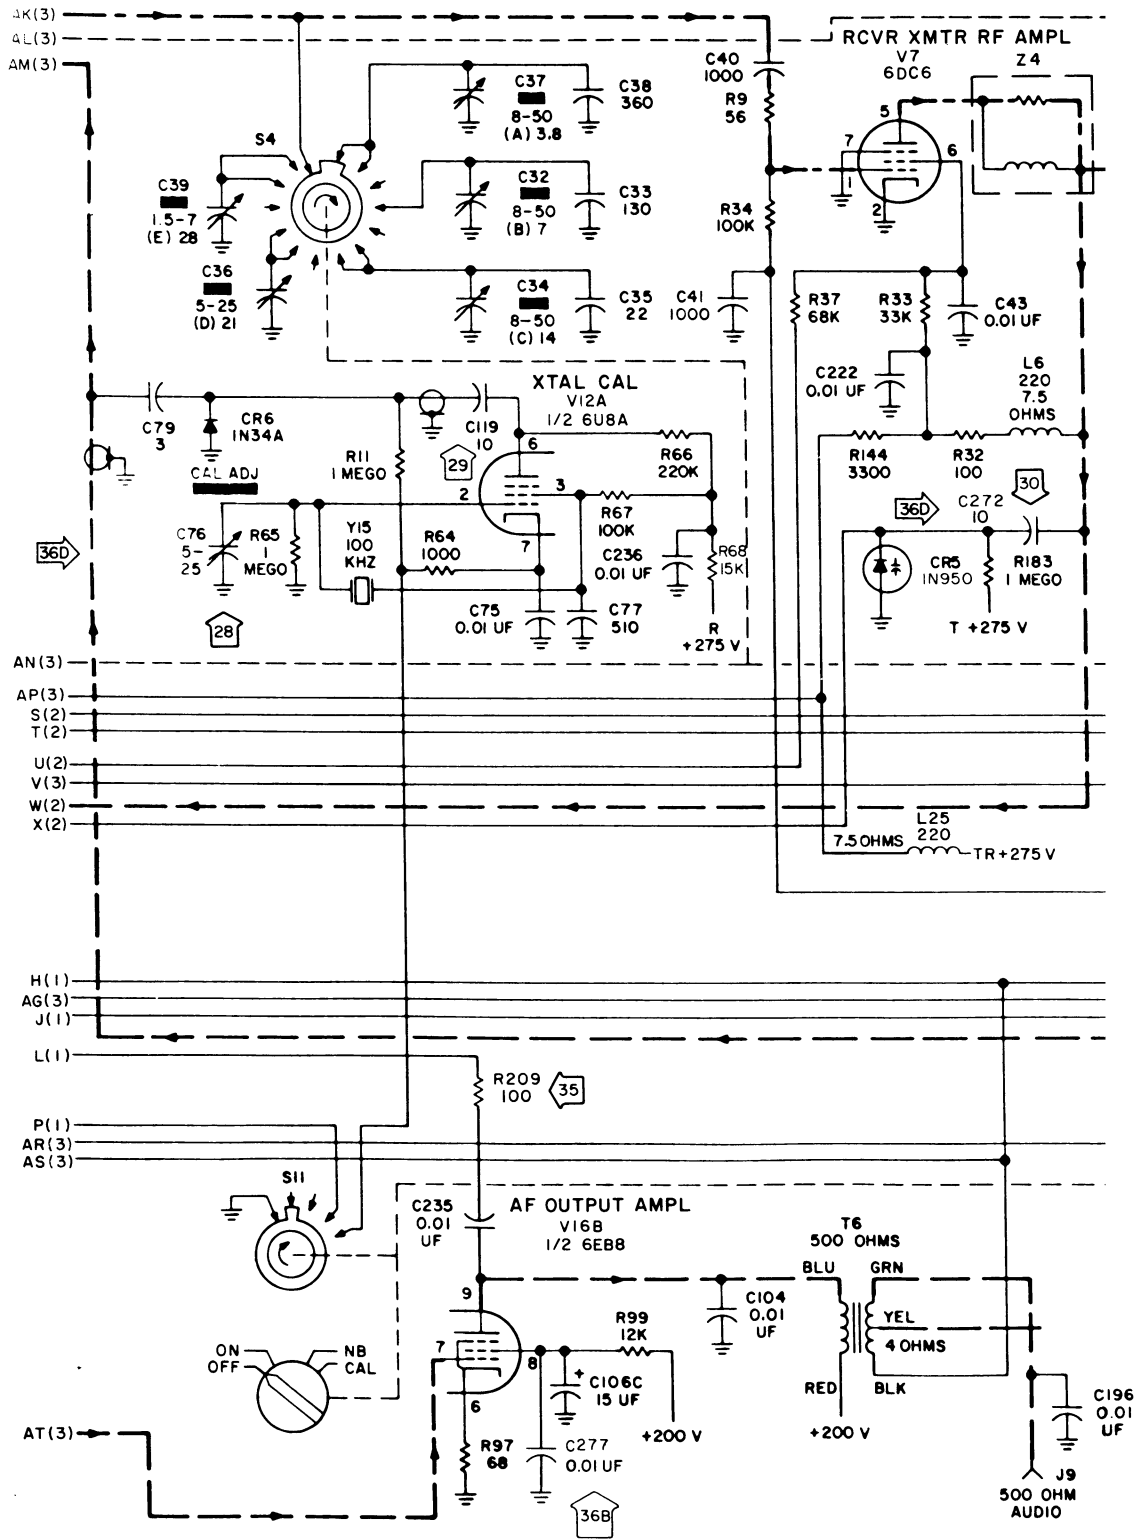 AK(3)
AL(3)
AM(3)
RCVR XMTR RF AMPL
V7
6DC6
Z4
C40
1000
R9
56
5
7
6
1
2
C37
8-50
(A) 3.8
C38
360
S4
C39
1.5-7
(E) 28
C32
8-50
(B) 7
C33
130
R34
100K
C36
5-25
(D) 21
C34
8-50
(C) 14
C35
22
C41
1000
R37
68K
R33
33K
C43
0.01 UF
C222
0.01 UF
L6
220
7.5
OHMS
XTAL CAL
V12A
1/2 6U8A
C79
3
CR6
1N34A
C119
10
6
29
R11
1 MEGO
R66
220K
R144
3300
R32
100
30
CAL ADJ
2
3
R67
100K
36D
C272
10
C76
5-
25
R65
1
MEGO
Y15
100
KHZ
R64
1000
7
C236
0.01 UF
R68
15K
36D
CR5
1N950
R183
1 MEGO
28
C75
0.01 UF
C77
510
R
+275 V
T +275 V
AN(3)
AP(3)
S(2)
T(2)
U(2)
V(3)
W(2)
X(2)
L25
220
7.5 OHMS
TR+275 V
H(1)
AG(3)
J(1)
L(1)
R209
100
35
P(1)
AR(3)
AS(3)
S11
C235
0.01
UF
AF OUTPUT AMPL
V16B
1/2 6EB8
T6
500 OHMS
BLU
GRN
9
C104
0.01
UF
YEL
4 OHMS
R99
12K
ON
OFF
NB
CAL
7
8
6
+
C106C
15 UF
RED
BLK
+200 V
+200 V
C196
0.01
UF
AT(3)
R97
68
C277
0.01 UF
36B
J9
500 OHM
AUDIO